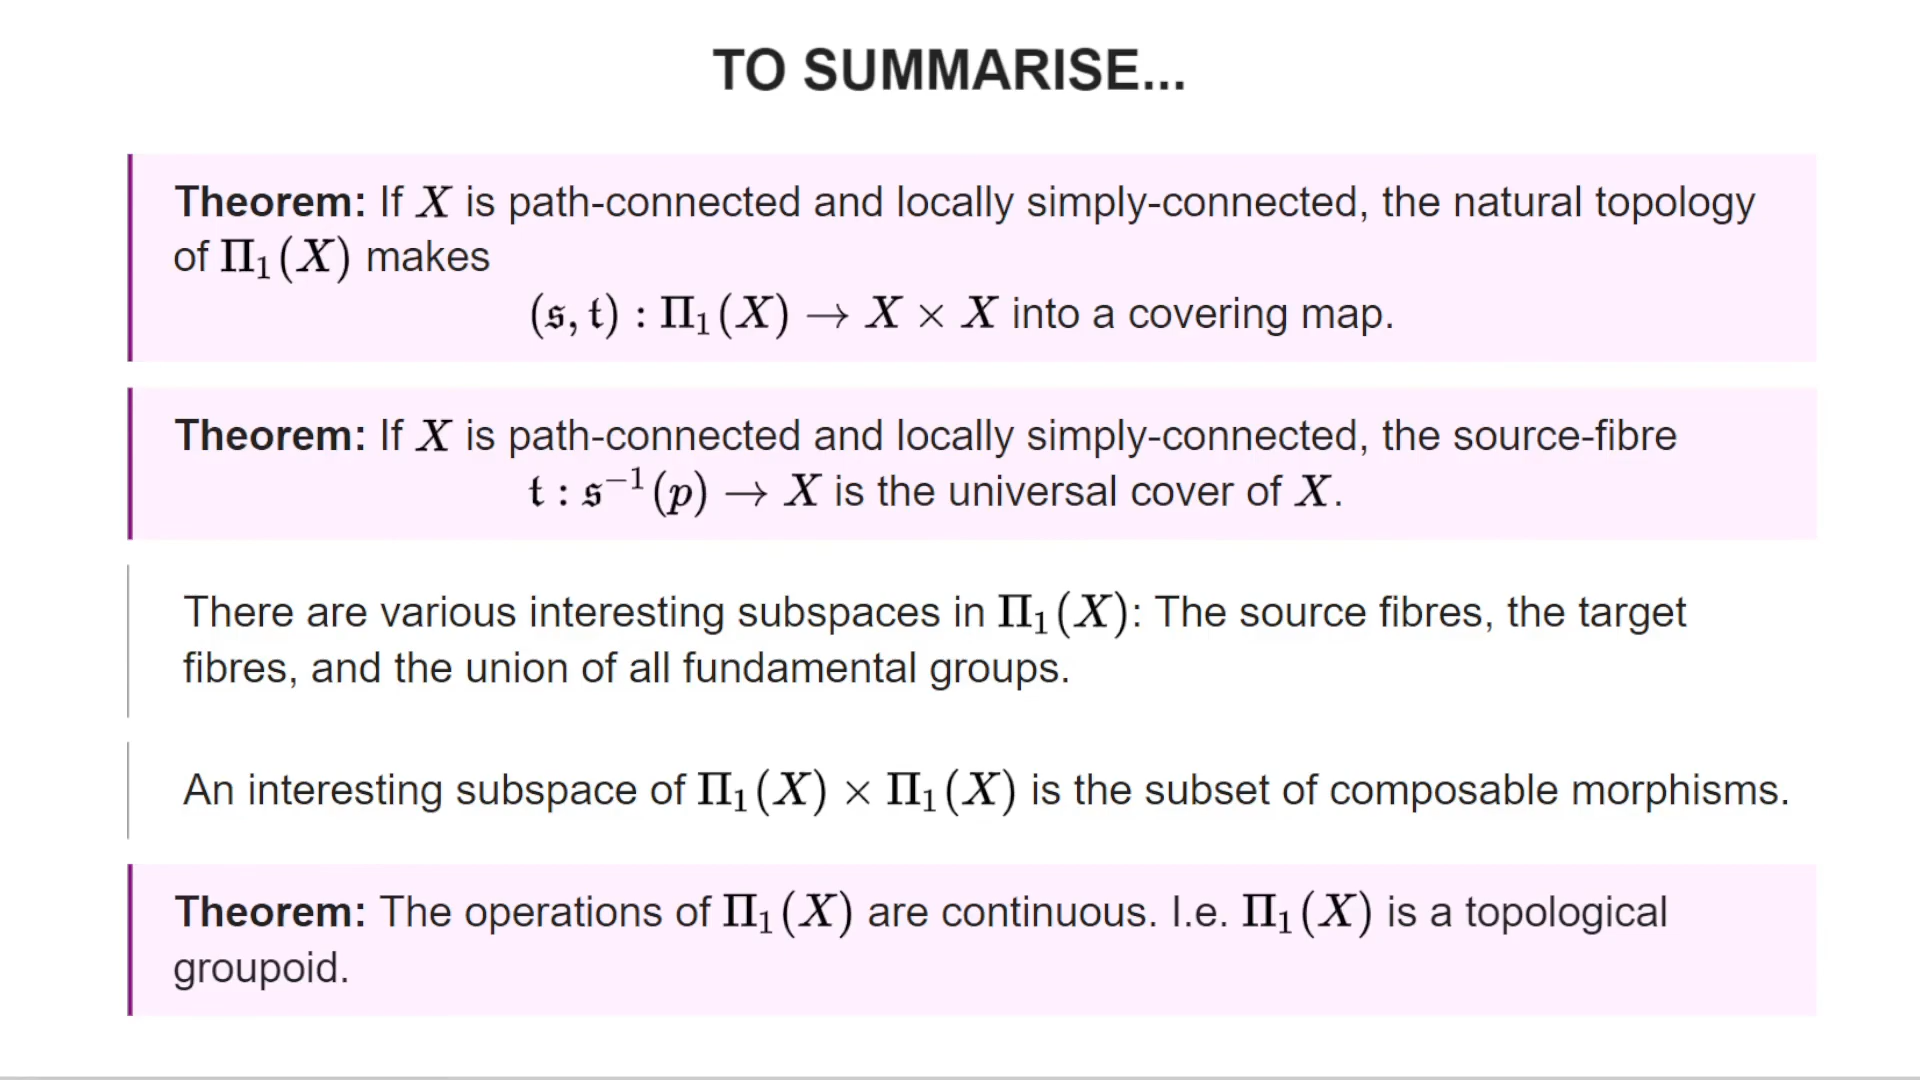 TO SUMMARISE...
Theorem: If X is path-connected and locally simply-connected, the natural topology
of Π₁(X) makes
(𝔰, 𝔱) : Π₁(X) → X × X into a covering map.
Theorem: If X is path-connected and locally simply-connected, the source-fibre
𝔱 : 𝔰⁻¹(p) → X is the universal cover of X.
There are various interesting subspaces in Π₁(X): The source fibres, the target
fibres, and the union of all fundamental groups.
An interesting subspace of Π₁(X) × Π₁(X) is the subset of composable morphisms.
Theorem: The operations of Π₁(X) are continuous. I.e. Π₁(X) is a topological
groupoid.